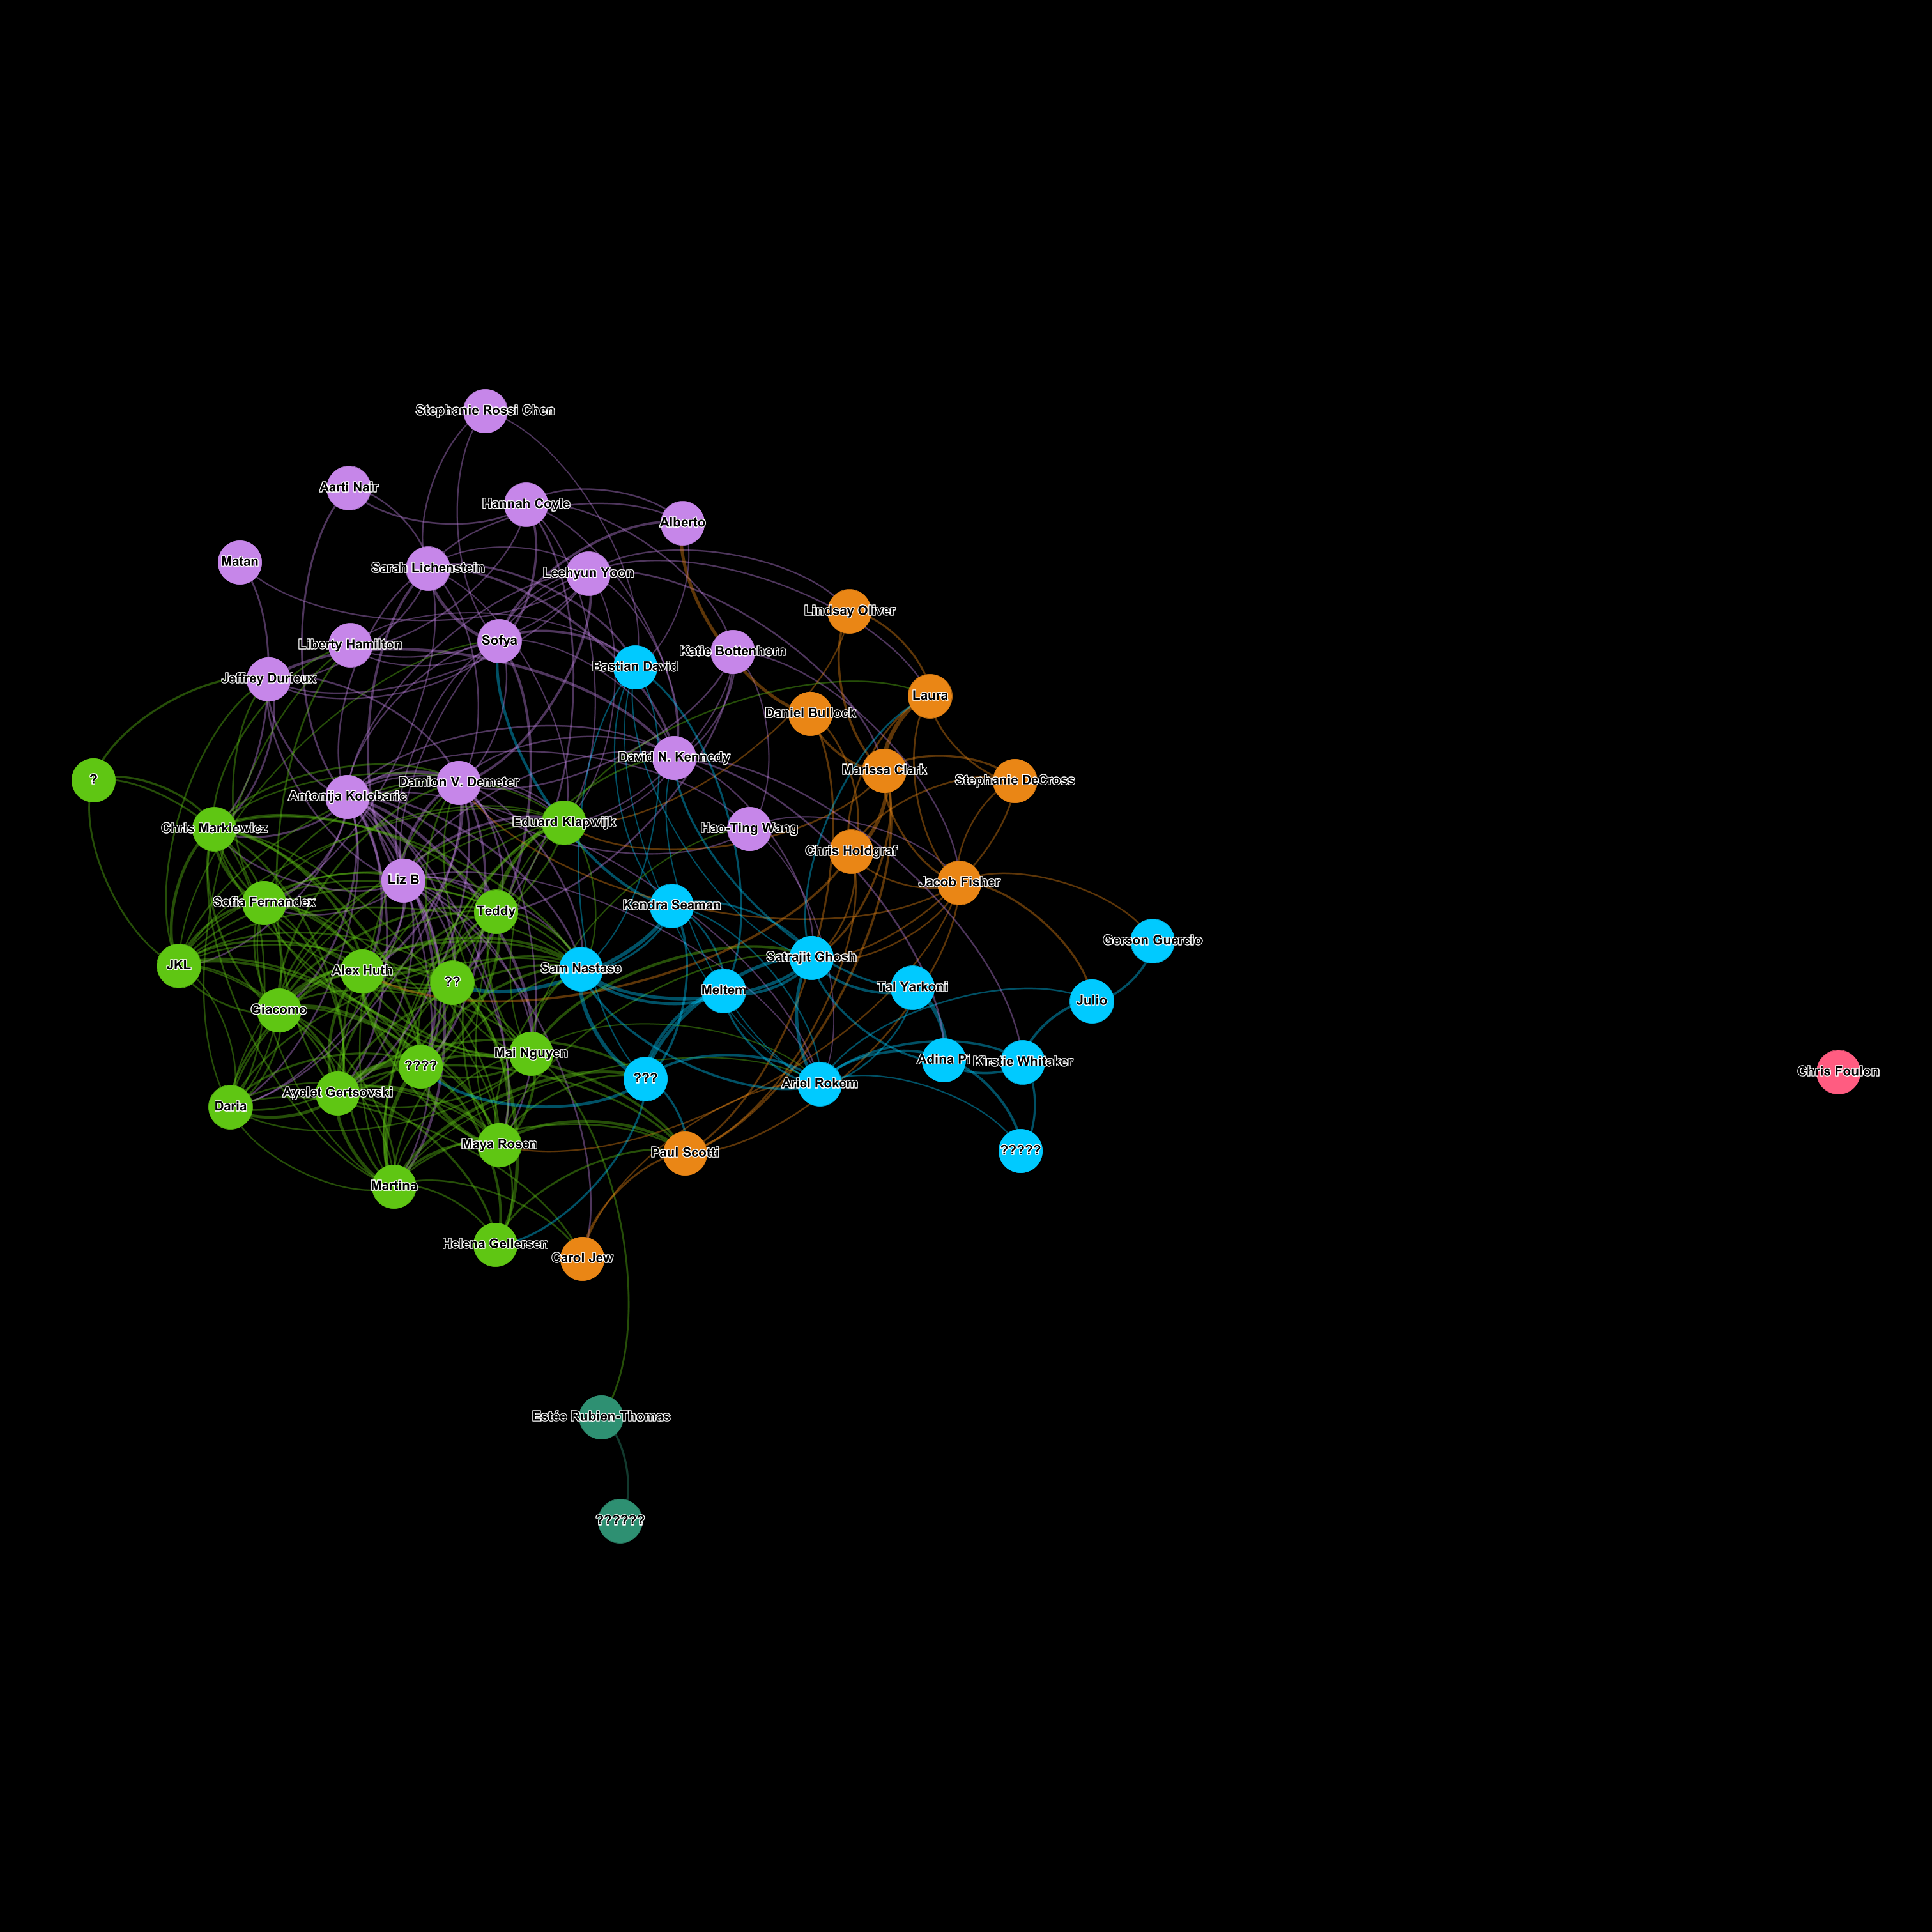 Stephanie Rossi Chen
Aarti Nair
Hannah Coyle
Alberto
Matan
Sarah Lichenstein
Leehyun Yoon
Lindsay Oliver
Liberty Hamilton
Sofya
Katie Bottenhorn
Bastian David
Jeffrey Durieux
Laura
Daniel Bullock
David N. Kennedy
Marissa Clark
?
Stephanie DeCross
Damion V. Demeter
Antonija Kolobaric
Eduard Klapwijk
Chris Markiewicz
Hao-Ting Wang
Chris Holdgraf
Liz B
Jacob Fisher
Sofia Fernandex
Kendra Seaman
Teddy
Gerson Guercio
Satrajit Ghosh
JKL
Sam Nastase
Alex Huth
??
Tal Yarkoni
Meltem
Julio
Giacomo
Mai Nguyen
Adina Pi
Kirstie Whitaker
????
Chris Foulon
???
Ariel Rokem
Ayelet Gertsovski
Daria
Maya Rosen
?????
Paul Scotti
Martina
Helena Gellersen
Carol Jew
Estée Rubien-Thomas
??????